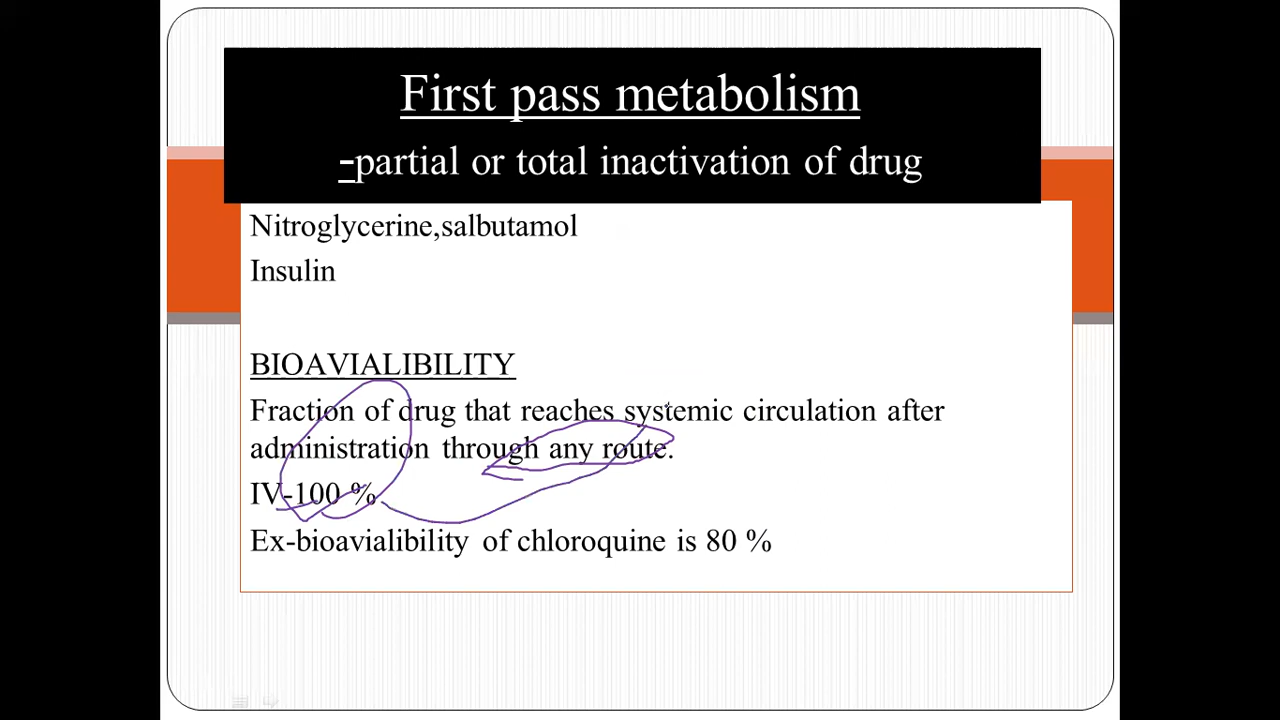 First pass metabolism
-partial or total inactivation of drug
Nitroglycerine,salbutamol
Insulin
BIOAVIALIBILITY
Fraction of drug that reaches systemic circulation after
administration through any route.
IV-100 %
Ex-bioavialibility of chloroquine is 80 %